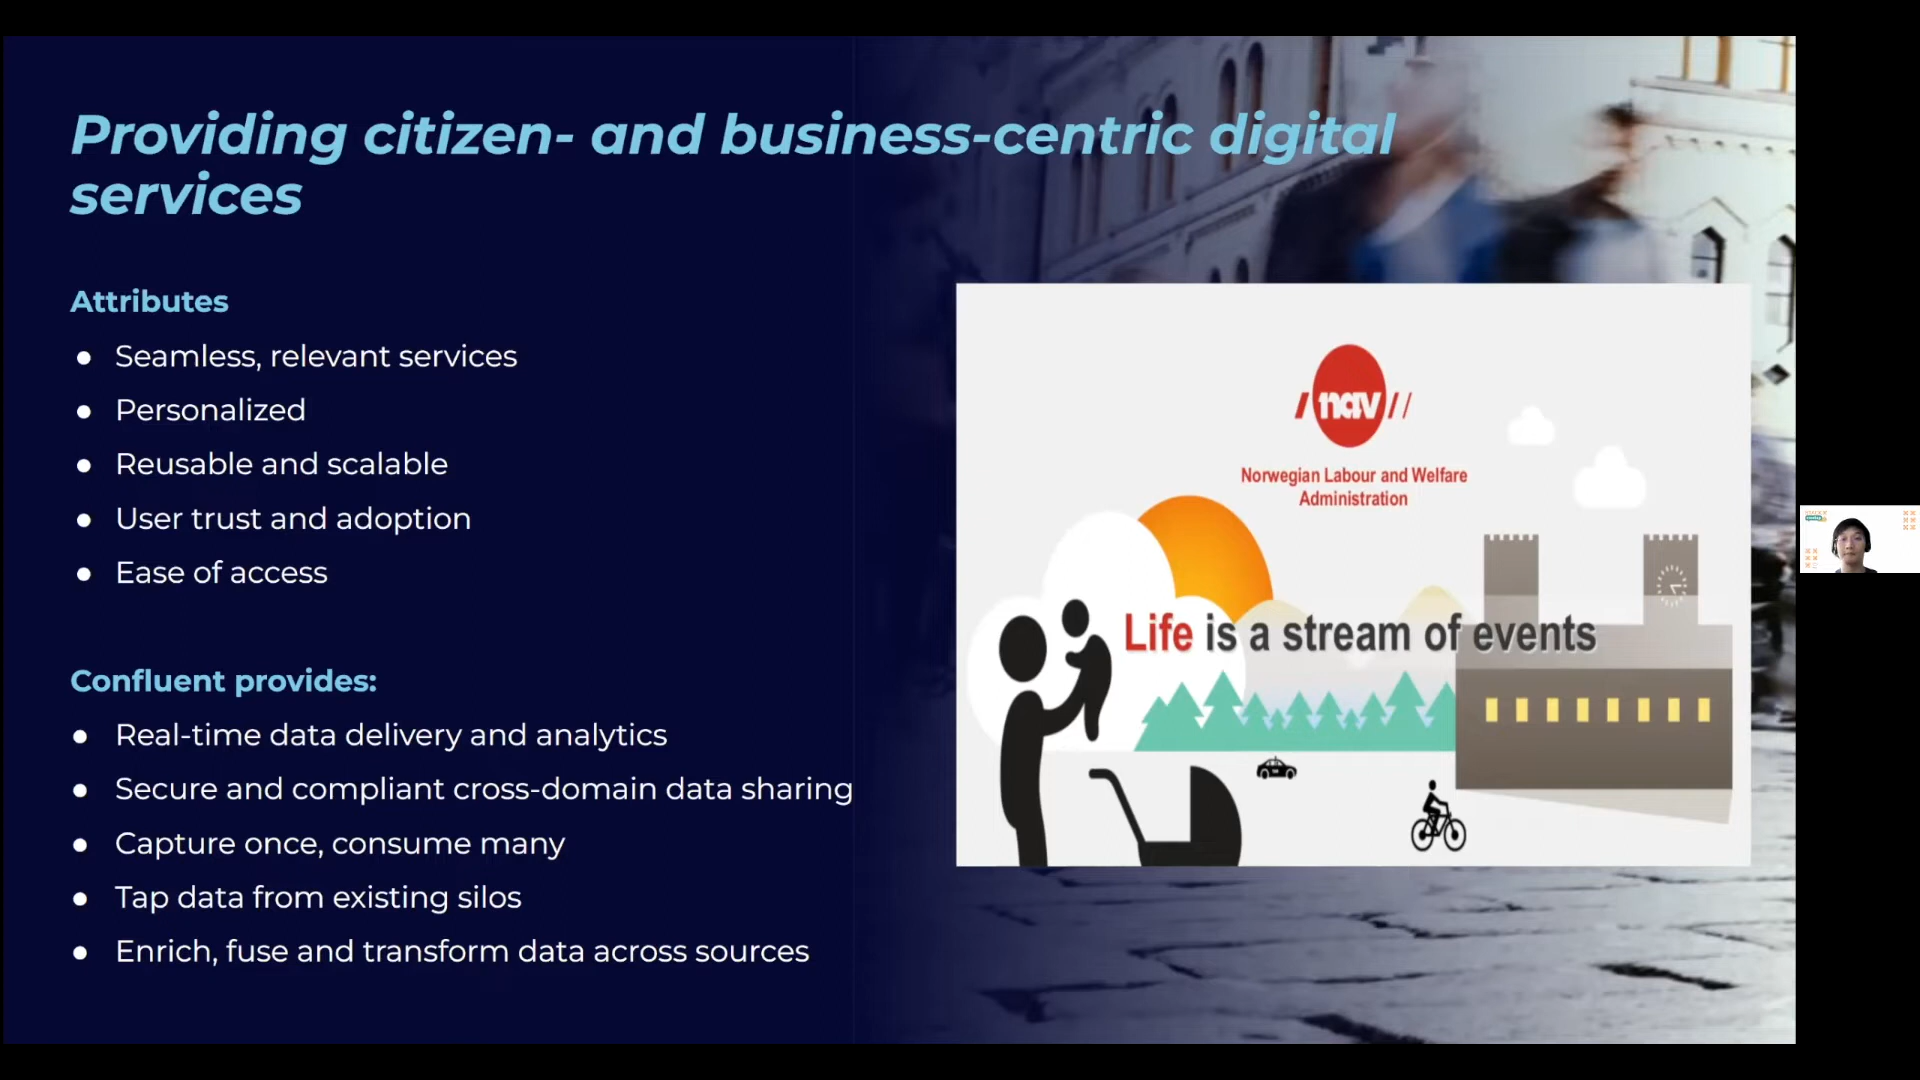 Providing citizen- and business-centric digital
services
Attributes
● Seamless, relevant services
● Personalized
● Reusable and scalable
● User trust and adoption
● Ease of access
Confluent provides:
● Real-time data delivery and analytics
● Secure and compliant cross-domain data sharing
● Capture once, consume many
● Tap data from existing silos
● Enrich, fuse and transform data across sources
nav
Norwegian Labour and Welfare
Administration
Life is a stream of events